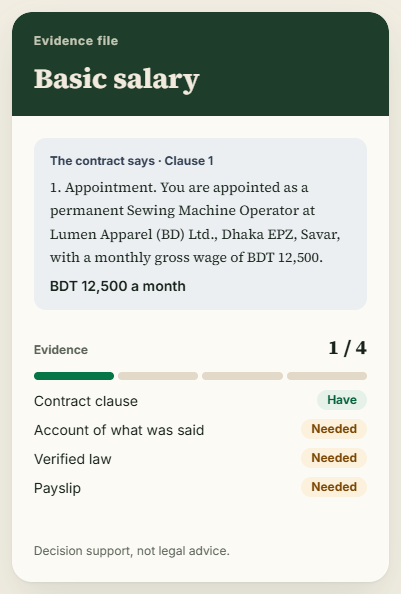 Evidence file
Basic salary
The contract says · Clause 1
1. Appointment. You are appointed as a
permanent Sewing Machine Operator at
Lumen Apparel (BD) Ltd., Dhaka EPZ, Savar,
with a monthly gross wage of BDT 12,500.
BDT 12,500 a month
Evidence 1 / 4
Contract clause Have
Account of what was said Needed
Verified law Needed
Payslip Needed
Decision support, not legal advice.